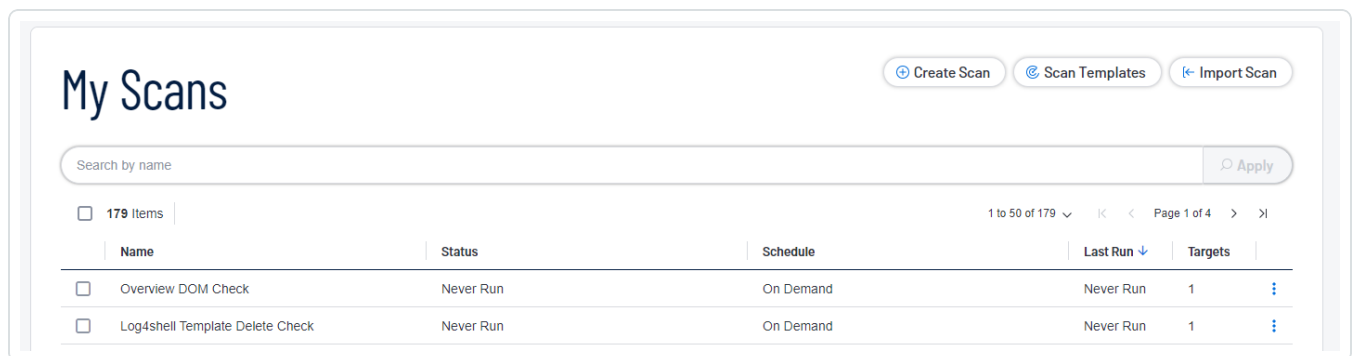 My Scans
Create Scan Scan Templates Import Scan
Search by name Apply
179 Items 1 to 50 of 179 Page 1 of 4
Name Status Schedule Last Run Targets
Overview DOM Check Never Run On Demand Never Run 1
Log4shell Template Delete Check Never Run On Demand Never Run 1